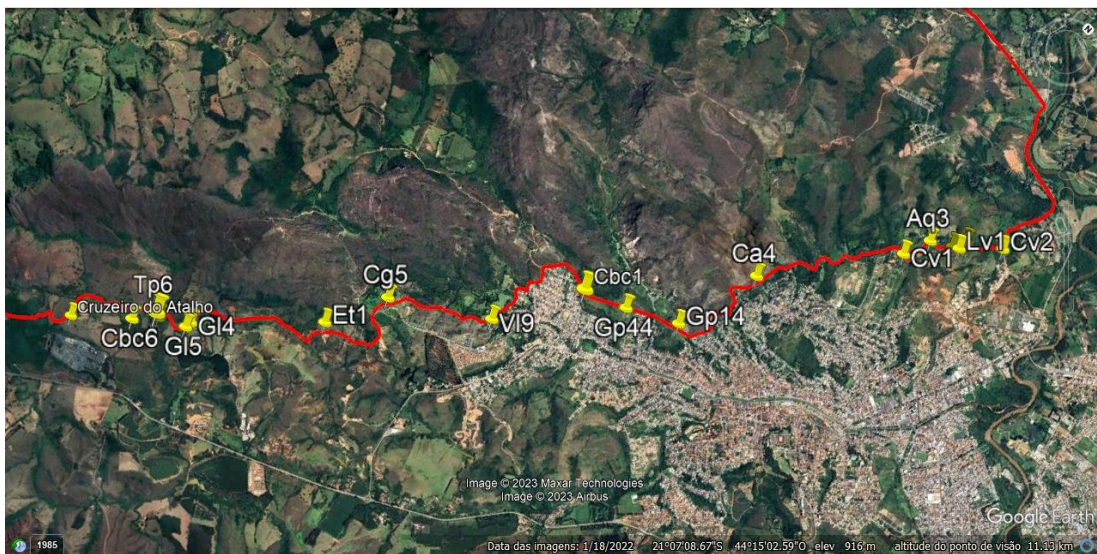 Aq3
Lv1
Cv2
Cv1
Ca4
Cg5
Tp6
Cbc1
Cruzeiro do Atalho
Cbc6
Gl4
Gl5
Et1
Vl9
Gp44
Gp14
Image © 2023 Maxar Technologies
Image © 2023 Airbus
Google Earth
1985
Data das imagens: 1/18/2022 21°07'08.67"S 44°15'02.59"O elev 916 m altitude do ponto de visão 11.13 km